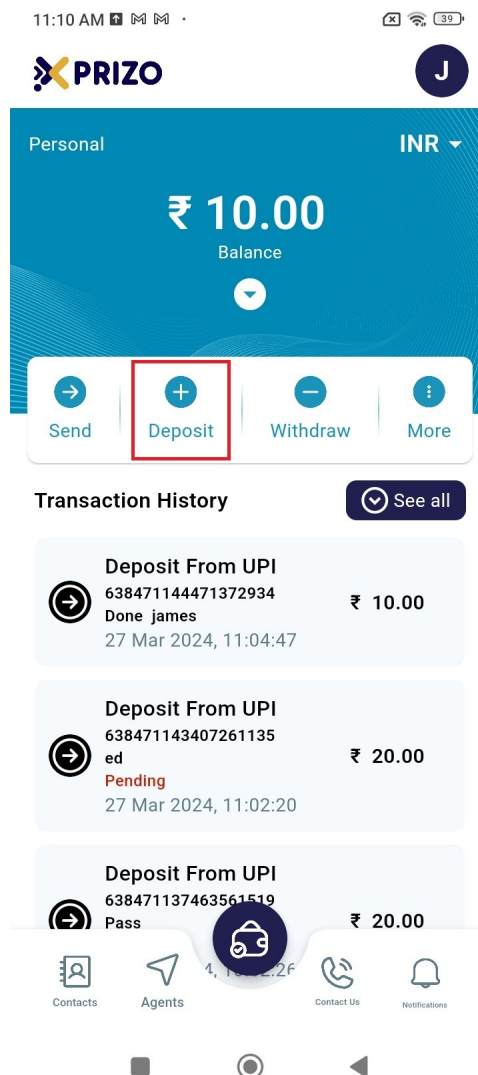 11:10 AM
39
PRIZO
J
Personal
INR
₹ 10.00
Balance
Send
Deposit
Withdraw
More
Transaction History
See all
Deposit From UPI
638471144471372934
Done james
₹ 10.00
27 Mar 2024, 11:04:47
Deposit From UPI
638471143407261135
ed
₹ 20.00
Pending
27 Mar 2024, 11:02:20
Deposit From UPI
638471137463561519
Pass
₹ 20.00
Contacts
Agents
Contact Us
Notifications